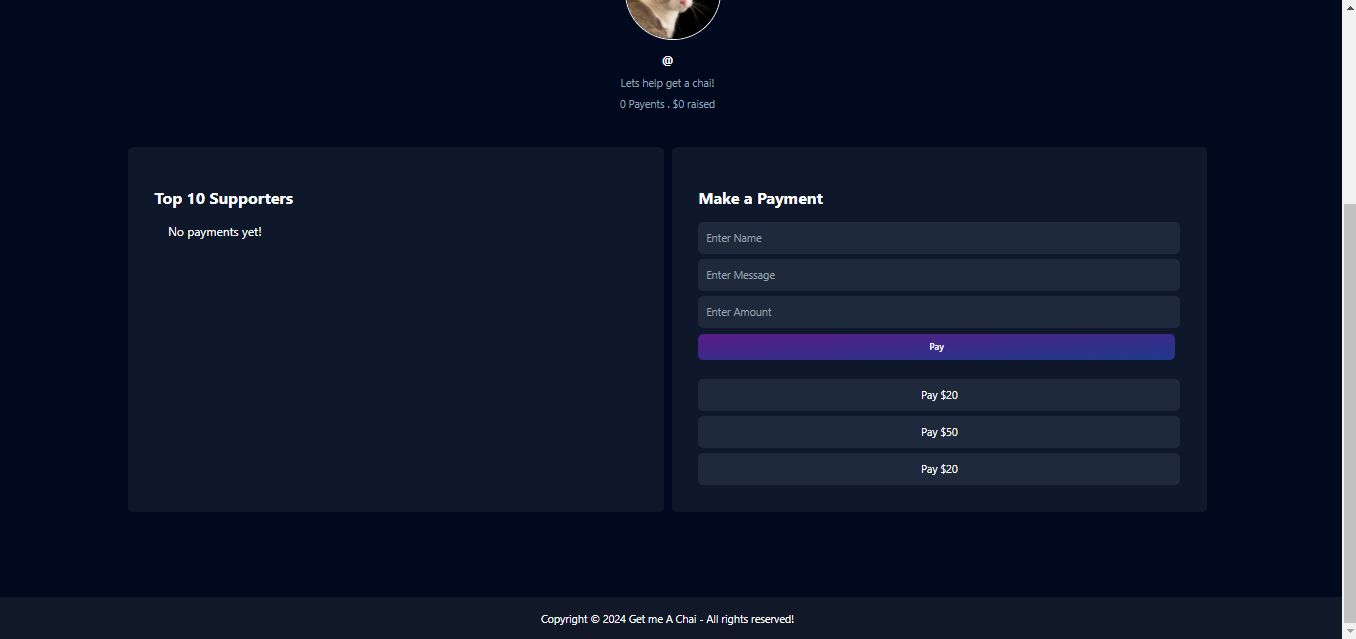 @
Lets help get a chai!
0 Payents . $0 raised
Top 10 Supporters
No payments yet!
Make a Payment
Enter Name
Enter Message
Enter Amount
Pay
Pay $20
Pay $50
Pay $20
Copyright © 2024 Get me A Chai - All rights reserved!